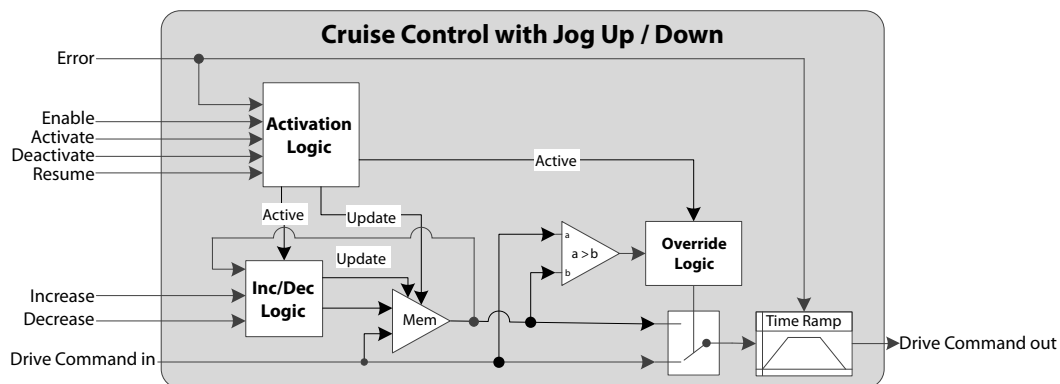 Cruise Control with Jog Up / Down
Error
Enable
Activate
Deactivate
Resume
Activation
Logic
Active
Active
Update
Update
Increase
Decrease
Inc/Dec
Logic
Mem
a
a > b
b
Override
Logic
Time Ramp
Drive Command in
Drive Command out